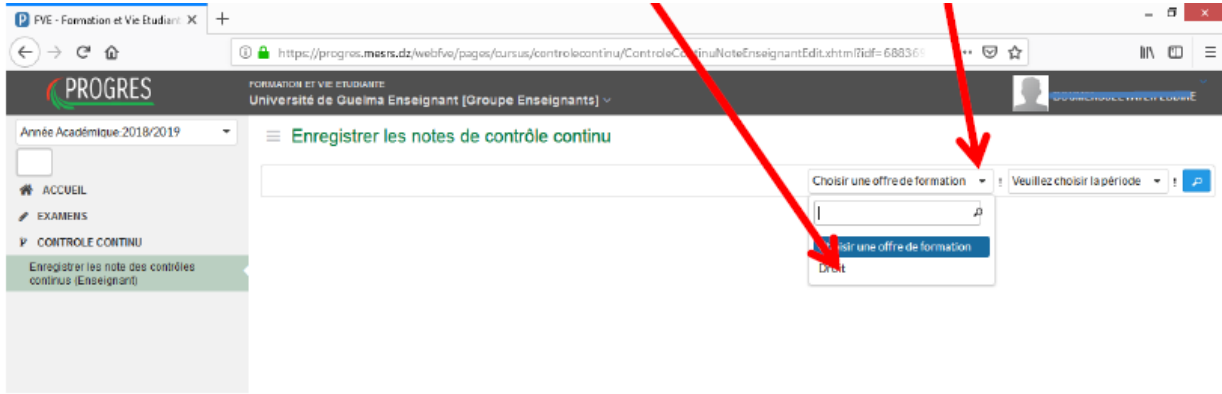 FVE - Formation et Vie Etudiant
https://progres.mesrs.dz/webfve/pages/cursus/controlecontinu/ControleContinuNoteEnseignantEdit.xhtml?idf=68836
PROGRES
FORMATION ET VIE ETUDIANTE
Université de Guelma Enseignant [Groupe Enseignants]
Année Académique:2018/2019
Enregistrer les notes de contrôle continu
Choisir une offre de formation ! Veuillez choisir la période !
ACCUEIL
EXAMENS
CONTROLE CONTINU
Enregistrer les note des contrôles
continus (Enseignant)
Choisir une offre de formation
Droit